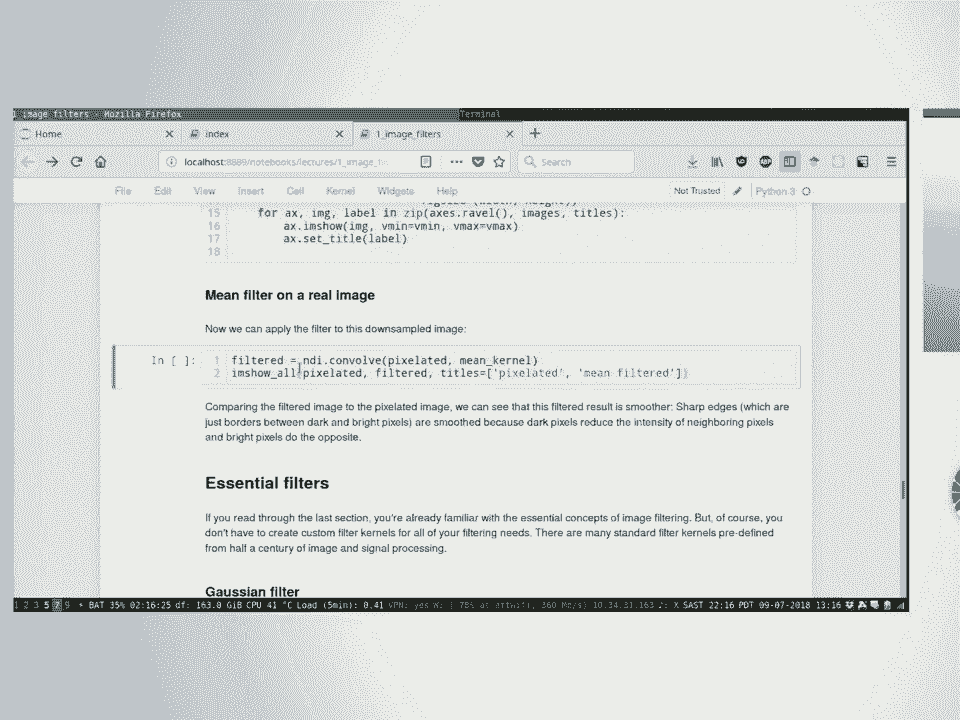 1 image filters - Mozilla Firefox
Terminal
Home
index
1_image_filters
localhost:8889/notebooks/lectures/1_image_fi
Search
File Edit View Insert Cell Kernel Widgets Help
Not Trusted
Python 3
15 for ax, img, label in zip(axes.ravel(), images, titles):
16 ax.imshow(img, vmin=vmin, vmax=vmax)
17 ax.set_title(label)
18
Mean filter on a real image
Now we can apply the filter to this downsampled image:
In [ ]: 1 filtered = ndi.convolve(pixelated, mean_kernel)
2 imshow_all(pixelated, filtered, titles=['pixelated', 'mean filtered'])
Comparing the filtered image to the pixelated image, we can see that this filtered result is smoother: Sharp edges (which are
just borders between dark and bright pixels) are smoothed because dark pixels reduce the intensity of neighboring pixels
and bright pixels do the opposite.
Essential filters
If you read through the last section, you're already familiar with the essential concepts of image filtering. But, of course, you
don't have to create custom filter kernels for all of your filtering needs. There are many standard filter kernels pre-defined
from half a century of image and signal processing.
Gaussian filter
1 2 3 5 7 9 BAT 35% 02:16:25 df: 163.0 GiB CPU 41 °C Load (5min): 0.41 VPN: yes SAST 22:16 PDT 09-07-2018 13:16